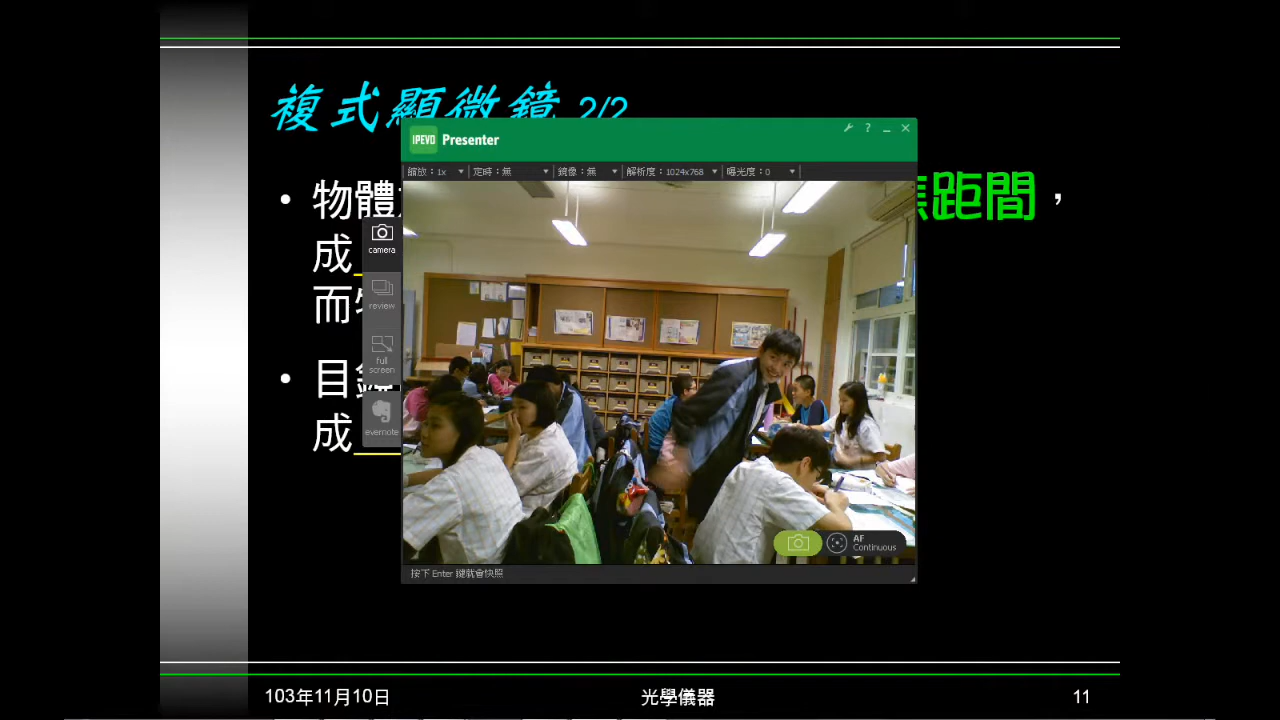 複式顯微鏡 2/2
IPEVO Presenter
縮放：1x 定時：無 鏡像：無 解析度：1024x768 曝光度：0
• 物體
焦距間，
成
而
• 目鏡
成
camera
review
full
screen
evernote
AF
Continuous
按下 Enter 鍵就會快照
103年11月10日 光學儀器 11